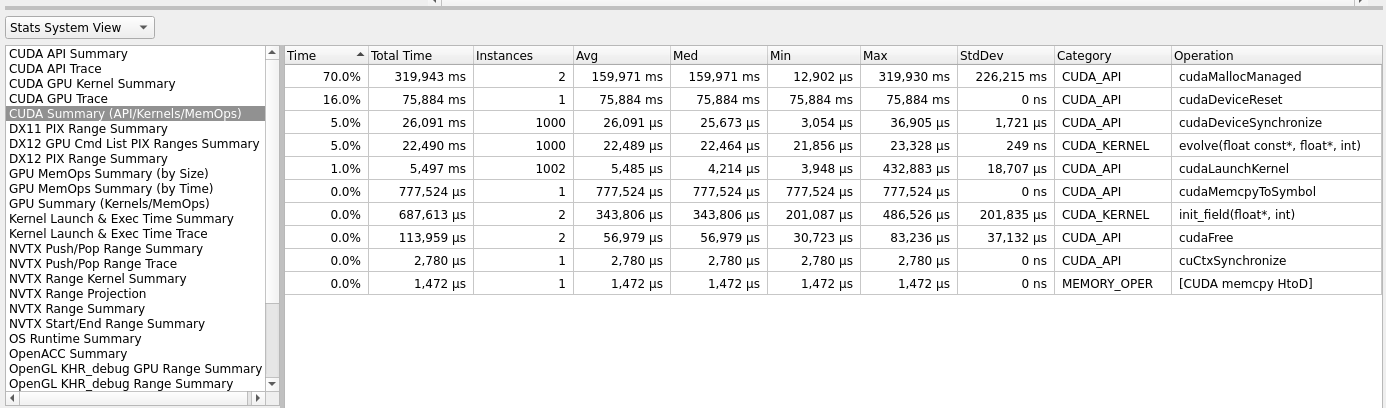 Stats System View
CUDA API Summary
CUDA API Trace
CUDA GPU Kernel Summary
CUDA GPU Trace
CUDA Summary (API/Kernels/MemOps)
DX11 PIX Range Summary
DX12 GPU Cmd List PIX Ranges Summary
DX12 PIX Range Summary
GPU MemOps Summary (by Size)
GPU MemOps Summary (by Time)
GPU Summary (Kernels/MemOps)
Kernel Launch & Exec Time Summary
Kernel Launch & Exec Time Trace
NVTX Push/Pop Range Summary
NVTX Push/Pop Range Trace
NVTX Range Kernel Summary
NVTX Range Projection
NVTX Range Summary
NVTX Start/End Range Summary
OS Runtime Summary
OpenACC Summary
OpenGL KHR_debug GPU Range Summary
OpenGL KHR_debug Range Summary
Time Total Time Instances Avg Med Min Max StdDev Category Operation
70.0% 319,943 ms 2 159,971 ms 159,971 ms 12,902 μs 319,930 ms 226,215 ms CUDA_API cudaMallocManaged
16.0% 75,884 ms 1 75,884 ms 75,884 ms 75,884 ms 75,884 ms 0 ns CUDA_API cudaDeviceReset
5.0% 26,091 ms 1000 26,091 μs 25,673 μs 3,054 μs 36,905 μs 1,721 μs CUDA_API cudaDeviceSynchronize
5.0% 22,490 ms 1000 22,489 μs 22,464 μs 21,856 μs 23,328 μs 249 ns CUDA_KERNEL evolve(float const*, float*, int)
1.0% 5,497 ms 1002 5,485 μs 4,214 μs 3,948 μs 432,883 μs 18,707 μs CUDA_API cudaLaunchKernel
0.0% 777,524 μs 1 777,524 μs 777,524 μs 777,524 μs 777,524 μs 0 ns CUDA_API cudaMemcpyToSymbol
0.0% 687,613 μs 2 343,806 μs 343,806 μs 201,087 μs 486,526 μs 201,835 μs CUDA_KERNEL init_field(float*, int)
0.0% 113,959 μs 2 56,979 μs 56,979 μs 30,723 μs 83,236 μs 37,132 μs CUDA_API cudaFree
0.0% 2,780 μs 1 2,780 μs 2,780 μs 2,780 μs 2,780 μs 0 ns CUDA_API cuCtxSynchronize
0.0% 1,472 μs 1 1,472 μs 1,472 μs 1,472 μs 1,472 μs 0 ns MEMORY_OPER [CUDA memcpy HtoD]